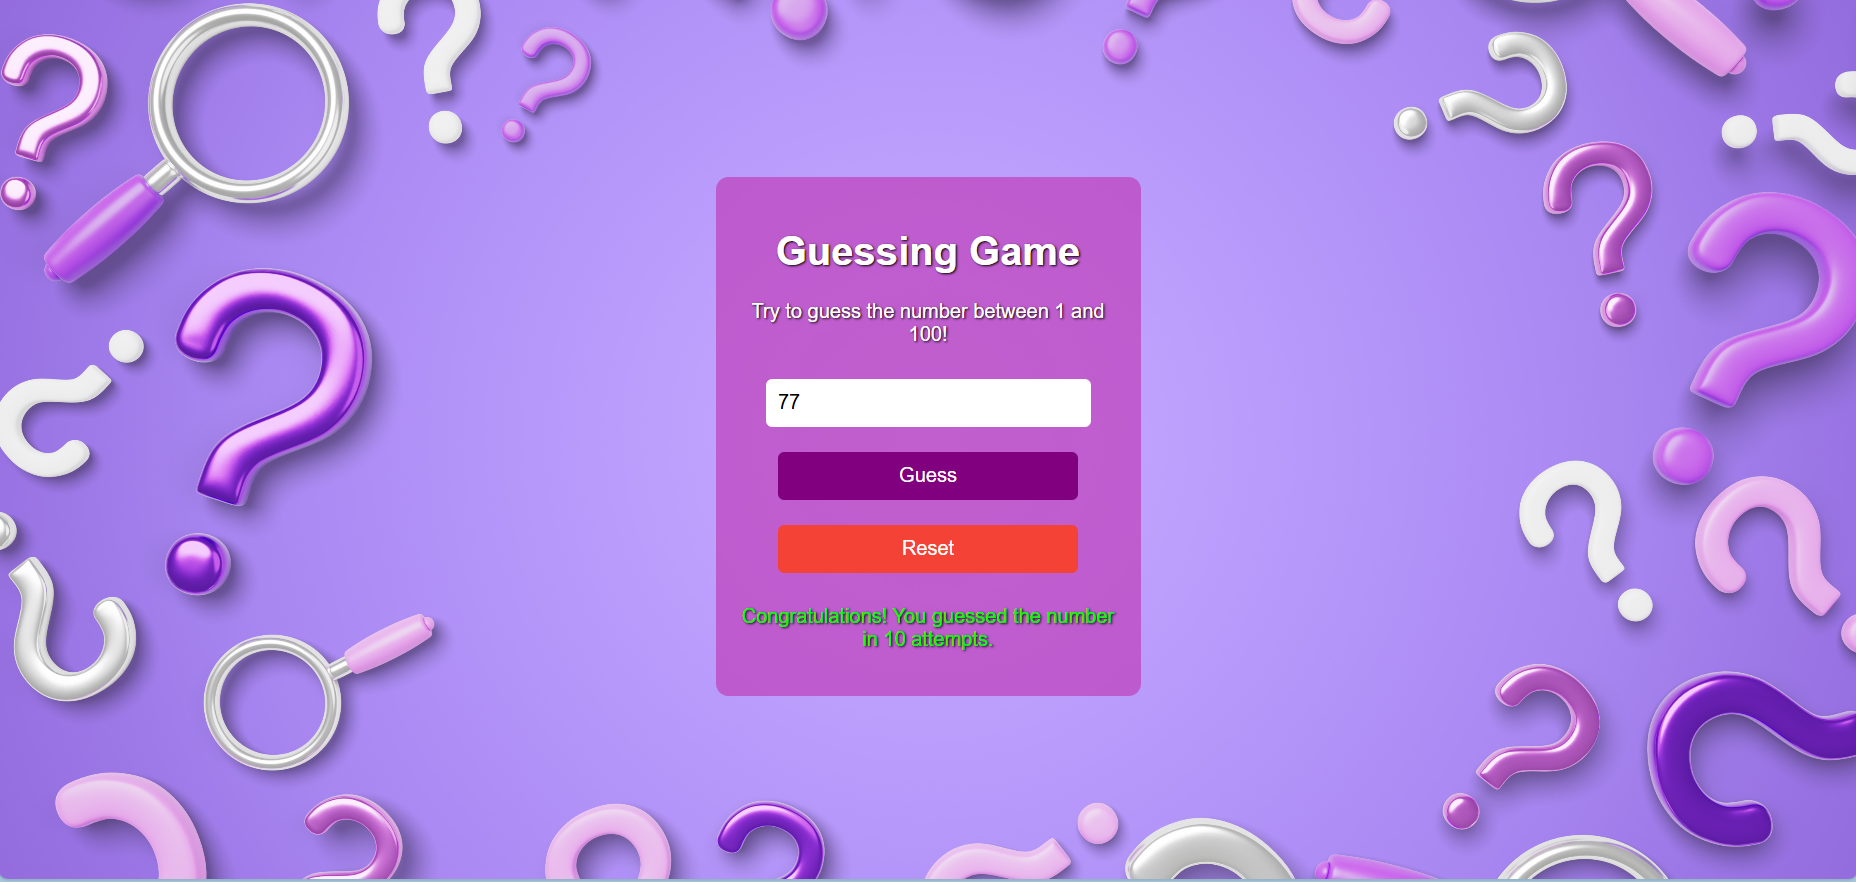 Guessing Game
Try to guess the number between 1 and
100!
77
Guess
Reset
Congratulations! You guessed the number
in 10 attempts.